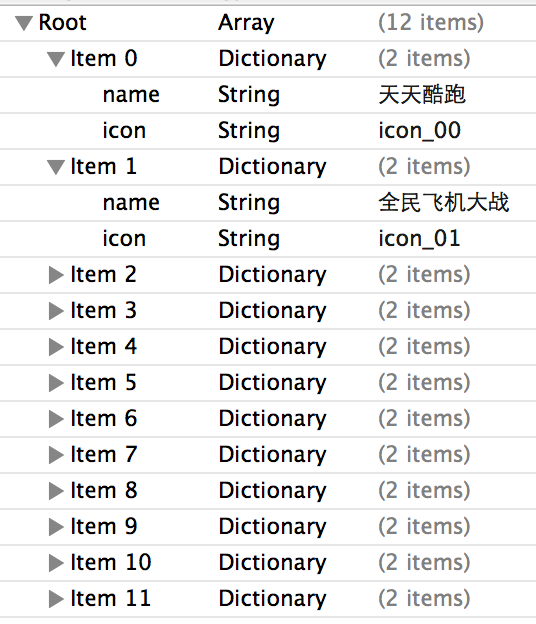 Root Array (12 items)
Item 0 Dictionary (2 items)
name String 天天酷跑
icon String icon_00
Item 1 Dictionary (2 items)
name String 全民飞机大战
icon String icon_01
Item 2 Dictionary (2 items)
Item 3 Dictionary (2 items)
Item 4 Dictionary (2 items)
Item 5 Dictionary (2 items)
Item 6 Dictionary (2 items)
Item 7 Dictionary (2 items)
Item 8 Dictionary (2 items)
Item 9 Dictionary (2 items)
Item 10 Dictionary (2 items)
Item 11 Dictionary (2 items)